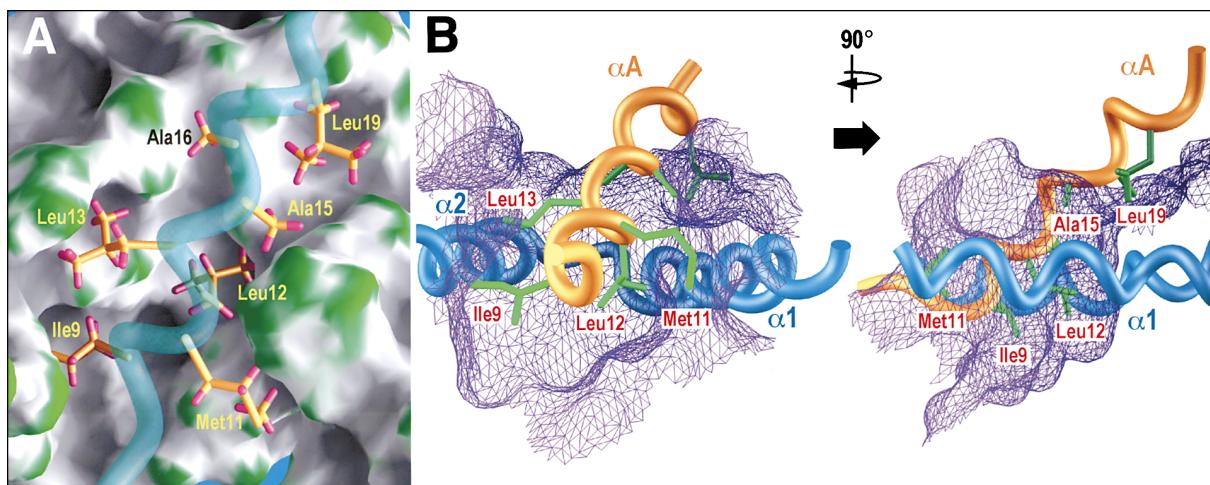 A
Ala16
Leu19
Leu13
Ala15
Leu12
Ile9
Met11
B
αA
α2
Leu13
Ile9
Leu12
Met11
α1
90°
αA
Ala15
Leu19
Met11
Ile9
Leu12
α1